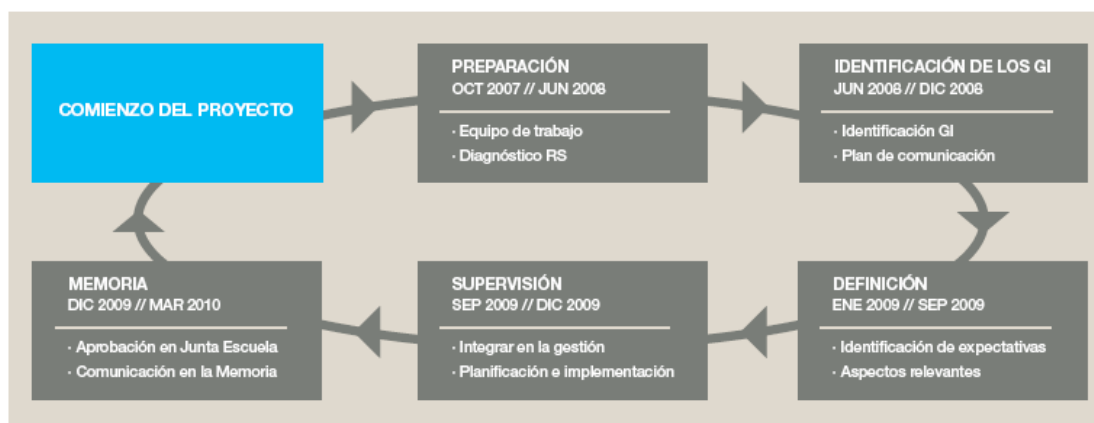 COMIENZO DEL PROYECTO
PREPARACIÓN
OCT 2007 // JUN 2008
· Equipo de trabajo
· Diagnóstico RS
IDENTIFICACIÓN DE LOS GI
JUN 2008 // DIC 2008
· Identificación GI
· Plan de comunicación
MEMORIA
DIC 2009 // MAR 2010
· Aprobación en Junta Escuela
· Comunicación en la Memoria
SUPERVISIÓN
SEP 2009 // DIC 2009
· Integrar en la gestión
· Planificación e implementación
DEFINICIÓN
ENE 2009 // SEP 2009
· Identificación de expectativas
· Aspectos relevantes